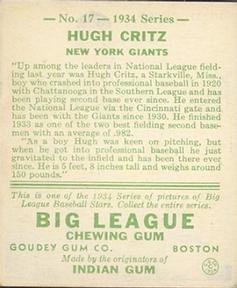 — No. 17 — 1934 Series —
HUGH CRITZ
NEW YORK GIANTS
"Up among the leaders in National League field-
ing last year was Hugh Critz, a Starkville, Miss.,
boy who crashed into professional baseball in 1920
with Chattanooga in the Southern League and has
been playing second base ever since. He entered
the National League via the Cincinnati gate and
has been with the Giants since 1930. He finished
1933 as one of the two best fielding second base-
men with an average of .982.
"As a boy Hugh was keen on pitching, but
when he got into professional baseball he just
gravitated to the infield and has been there ever
since. He is 5 feet, 8 inches tall and weighs around
150 pounds."
This is one of the 1934 Series of pictures of Big
League Baseball Stars. Collect the entire series.
BIG LEAGUE
CHEWING GUM
GOUDEY GUM CO. BOSTON
Made by the originators of
INDIAN GUM